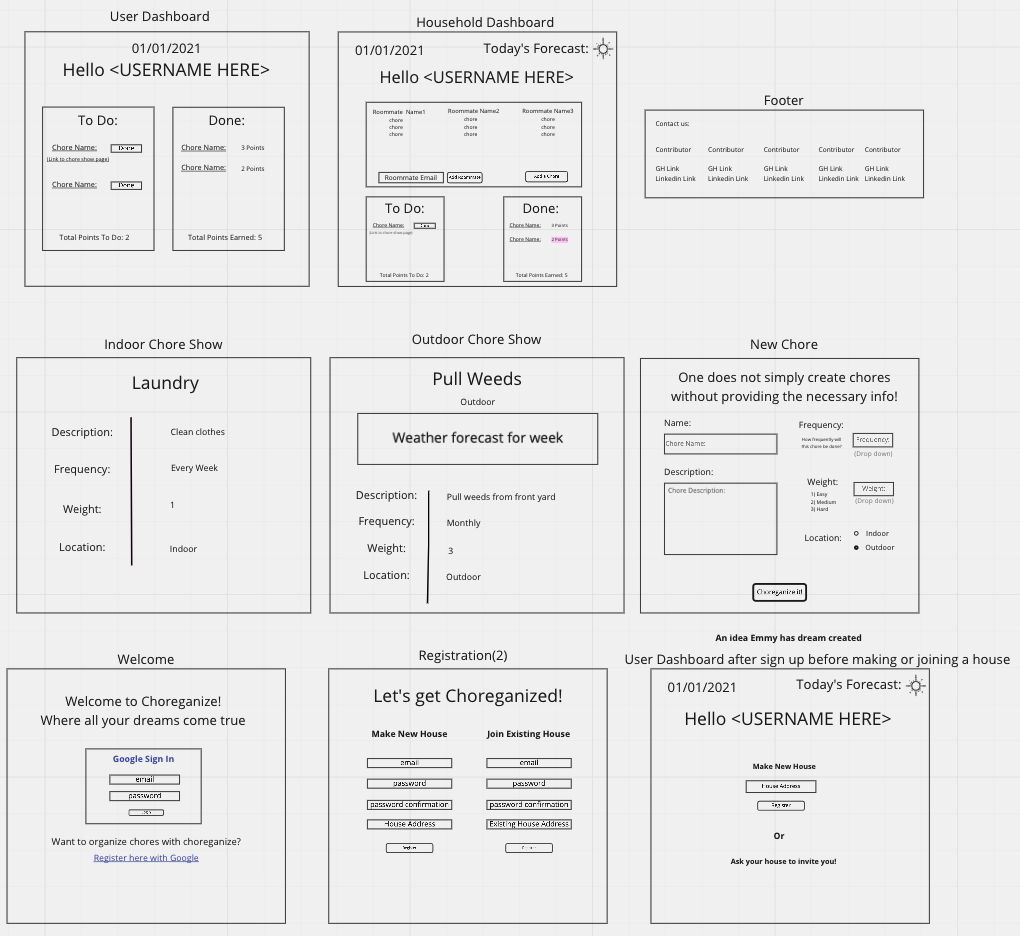 User Dashboard
01/01/2021
Hello <USERNAME HERE>
To Do:
Chore Name:
Done
(Link to chore show page)
Chore Name:
Done
Total Points To Do: 2
Done:
Chore Name:
3 Points
Chore Name:
2 Points
Total Points Earned: 5
Household Dashboard
01/01/2021
Today's Forecast:
Hello <USERNAME HERE>
Roommate Name1
chore
chore
chore
Roommate Name2
chore
chore
chore
Roommate Name3
chore
chore
chore
Roommate Email
Add Roommate
Add a Chore
To Do:
Chore Name:
Done
(Link to chore show page)
Total Points To Do: 2
Done:
Chore Name:
3 Points
Chore Name:
2 Points
Total Points Earned: 5
Footer
Contact us:
Contributor Contributor Contributor Contributor Contributor
GH Link GH Link GH Link GH Link GH Link
Linkedin Link Linkedin Link Linkedin Link Linkedin Link Linkedin Link
Indoor Chore Show
Laundry
Description: Clean clothes
Frequency: Every Week
Weight: 1
Location: Indoor
Outdoor Chore Show
Pull Weeds
Outdoor
Weather forecast for week
Description: Pull weeds from front yard
Frequency: Monthly
Weight: 3
Location: Outdoor
New Chore
One does not simply create chores
without providing the necessary info!
Name:
Chore Name:
Description:
Chore Description:
Frequency:
How frequently will
this chore be done?
Frequency:
(Drop down)
Weight:
1) Easy
2) Medium
3) Hard
Weight:
(Drop down)
Location:
Indoor
Outdoor
Choreganize it!
Welcome
Welcome to Choreganize!
Where all your dreams come true
Google Sign In
email
password
Want to organize chores with choreganize?
Register here with Google
Registration(2)
Let's get Choreganized!
Make New House
email
password
password confirmation
House Address
Register
Join Existing House
email
password
password confirmation
Existing House Address
An idea Emmy has dream created
User Dashboard after sign up before making or joining a house
01/01/2021
Today's Forecast:
Hello <USERNAME HERE>
Make New House
House Address
Register
Or
Ask your house to invite you!